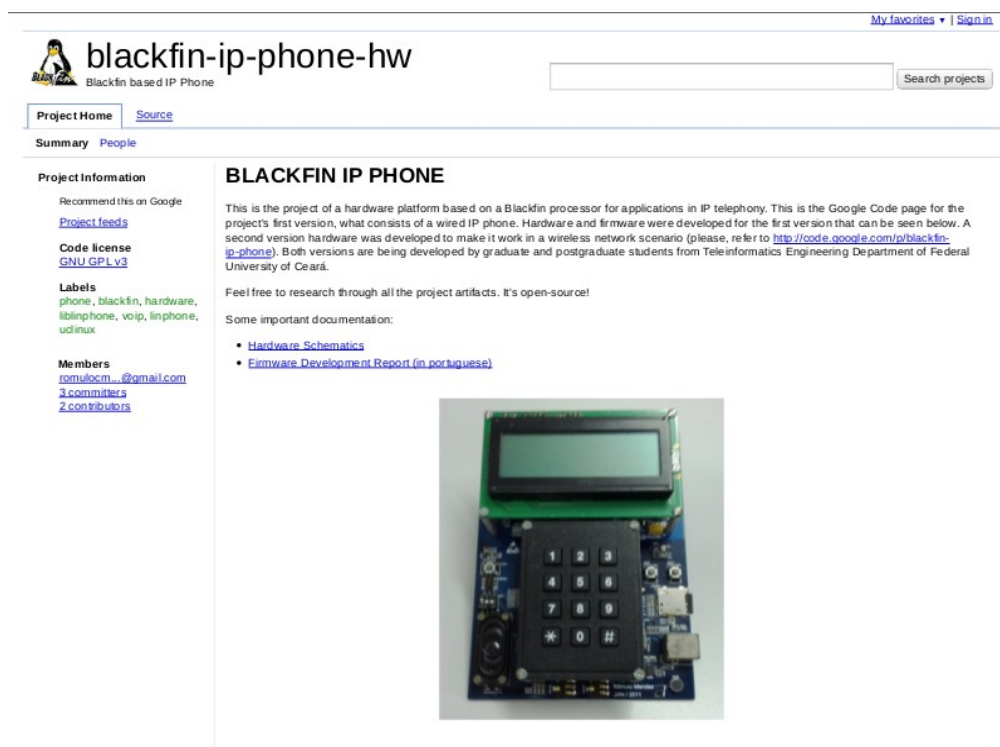 My favorites ▼ | Sign in
BLACKfin
blackfin-ip-phone-hw
Blackfin based IP Phone
Search projects
Project Home Source
Summary People
Project Information
Recommend this on Google
Project feeds
Code license
GNU GPL v3
Labels
phone, blackfin, hardware,
liblinphone, voip, linphone,
uclinux
Members
romulocm...@gmail.com
3 committers
2 contributors
BLACKFIN IP PHONE
This is the project of a hardware platform based on a Blackfin processor for applications in IP telephony. This is the Google Code page for the
project's first version, what consists of a wired IP phone. Hardware and firmware were developed for the first version that can be seen below. A
second version hardware was developed to make it work in a wireless network scenario (please, refer to http://code.google.com/p/blackfin-
ip-phone). Both versions are being developed by graduate and postgraduate students from Teleinformatics Engineering Department of Federal
University of Ceará.
Feel free to research through all the project artifacts. It's open-source!
Some important documentation:
• Hardware Schematics
• Firmware Development Report (in portuguese)
1 2 3
4 5 6
7 8 9
* 0 #
Rômulo Mendes
JAN / 2011